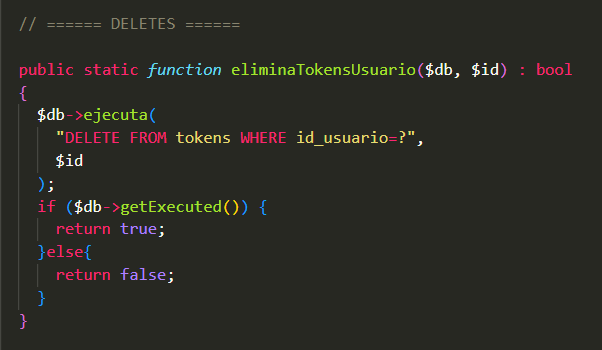 // ====== DELETES ======
public static function eliminaTokensUsuario($db, $id) : bool
{
$db->ejecuta(
"DELETE FROM tokens WHERE id_usuario=?",
$id
);
if ($db->getExecuted()) {
return true;
}else{
return false;
}
}